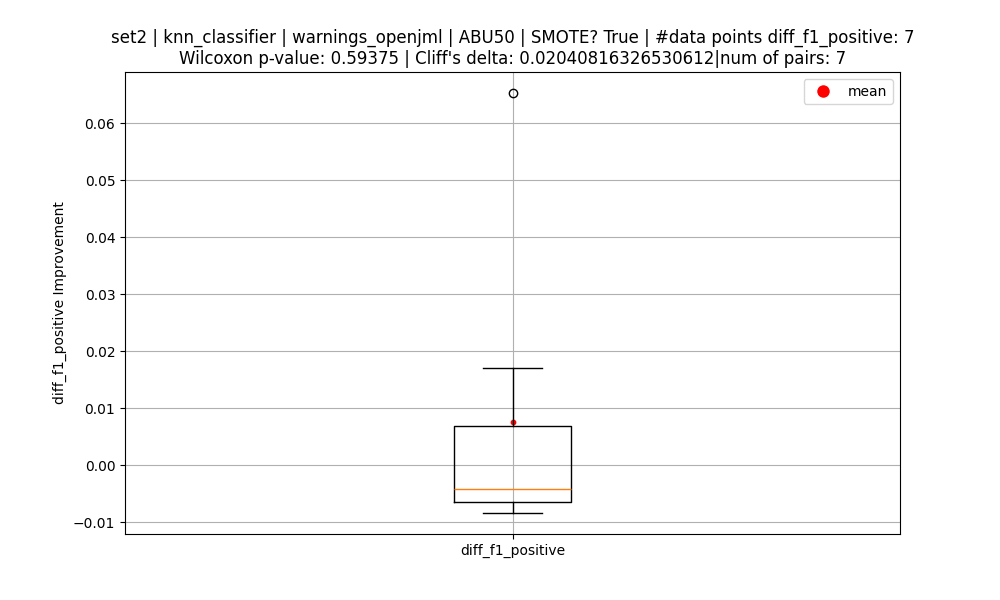 set2 | knn_classifier | warnings_openjml | ABU50 | SMOTE? True | #data points diff_f1_positive: 7
Wilcoxon p-value: 0.59375 | Cliff's delta: 0.02040816326530612|num of pairs: 7
mean
0.06
0.05
0.04
0.03
0.02
0.01
0.00
−0.01
diff_f1_positive Improvement
diff_f1_positive